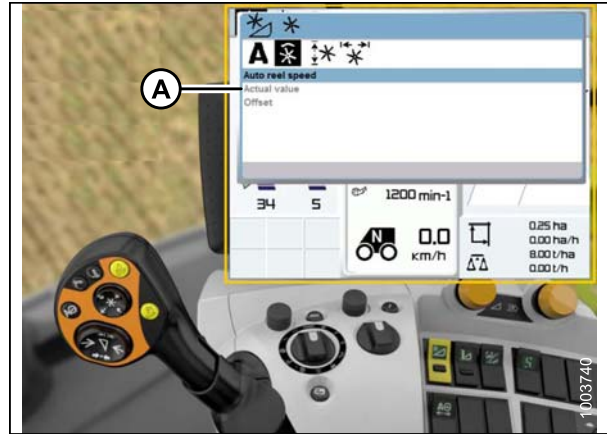 A
Auto reel speed
A
Actual value
Offset
1200 min-1
34 5
N
0.0
км/h
0.25 ha
0.00 ha/h
8.00 t/ha
0.00 t/h
1003740